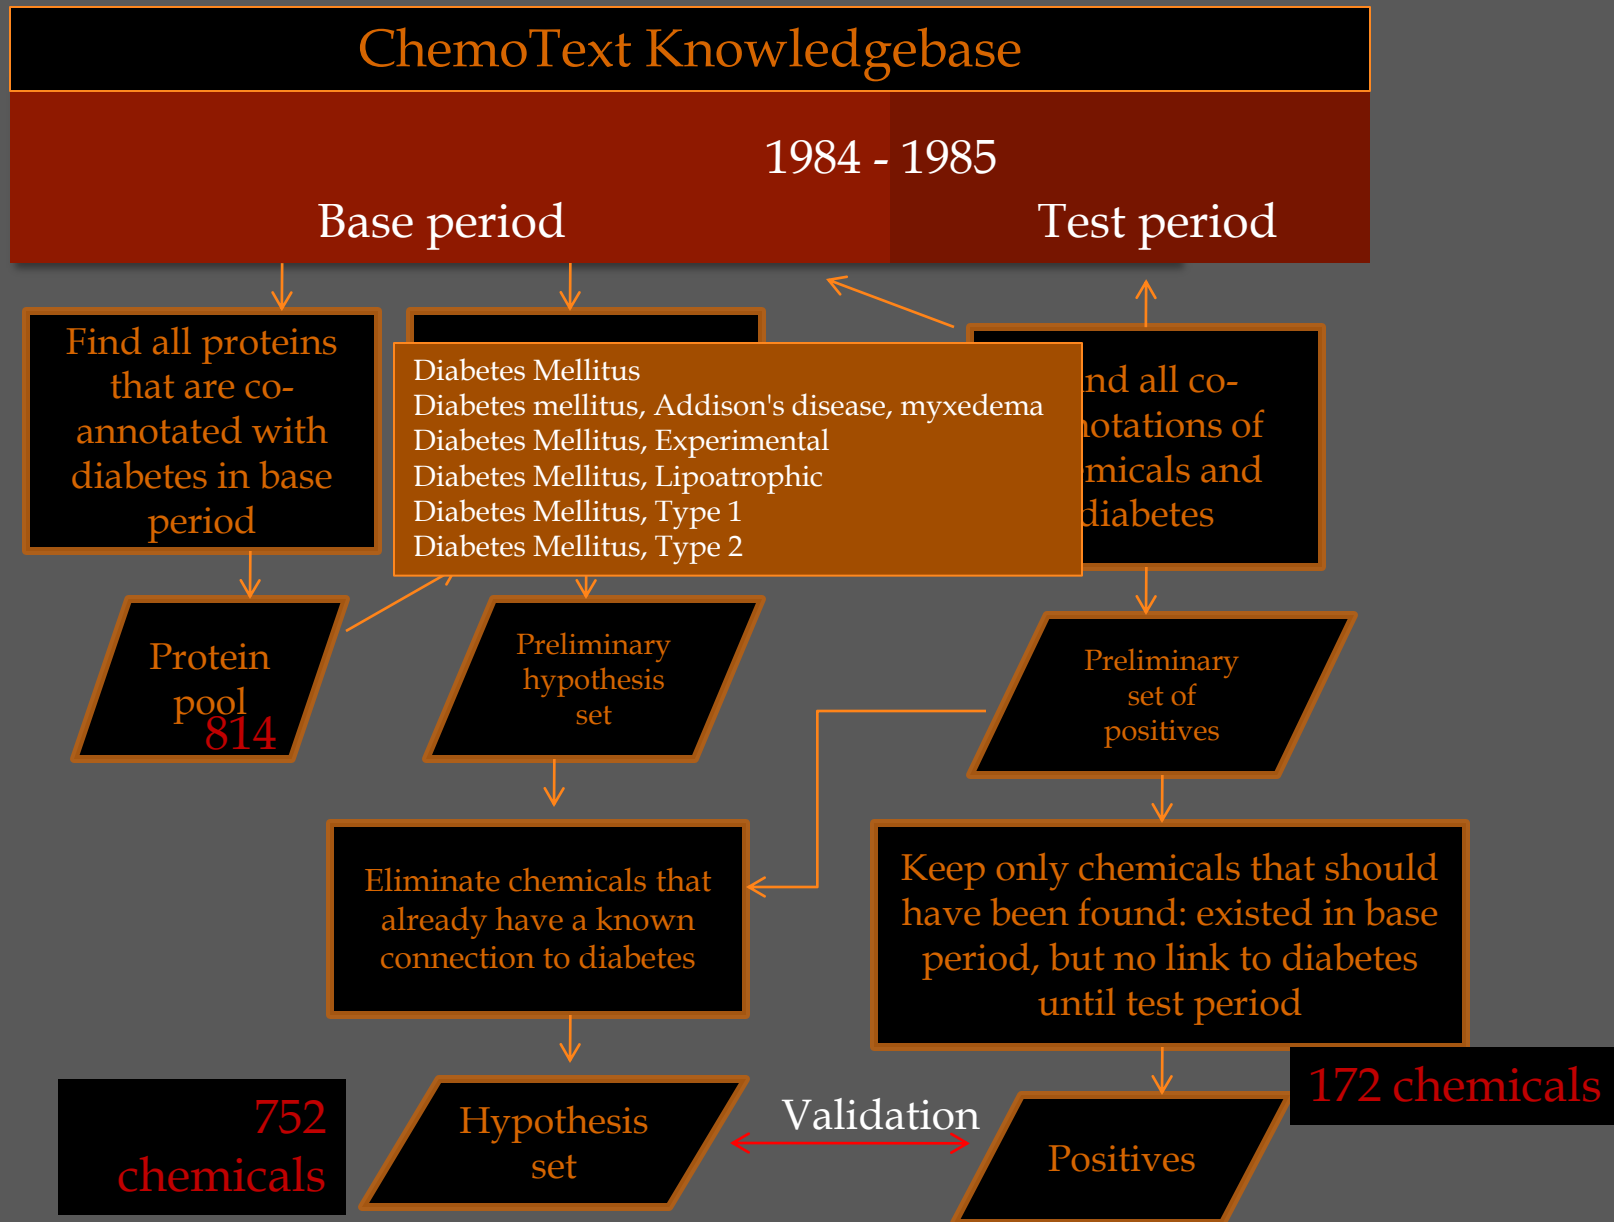 ChemoText Knowledgebase
1984 - 1985
Base period
Test period
Find all proteins
that are co-
annotated with
diabetes in base
period
Diabetes Mellitus
Diabetes mellitus, Addison's disease, myxedema
Diabetes Mellitus, Experimental
Diabetes Mellitus, Lipoatrophic
Diabetes Mellitus, Type 1
Diabetes Mellitus, Type 2
all co-
of
and
diabetes
Protein
pool
814
Preliminary
hypothesis
set
Preliminary
set of
positives
Eliminate chemicals that
already have a known
connection to diabetes
Keep only chemicals that should
have been found: existed in base
period, but no link to diabetes
until test period
752
chemicals
Hypothesis
set
Validation
Positives
172 chemicals